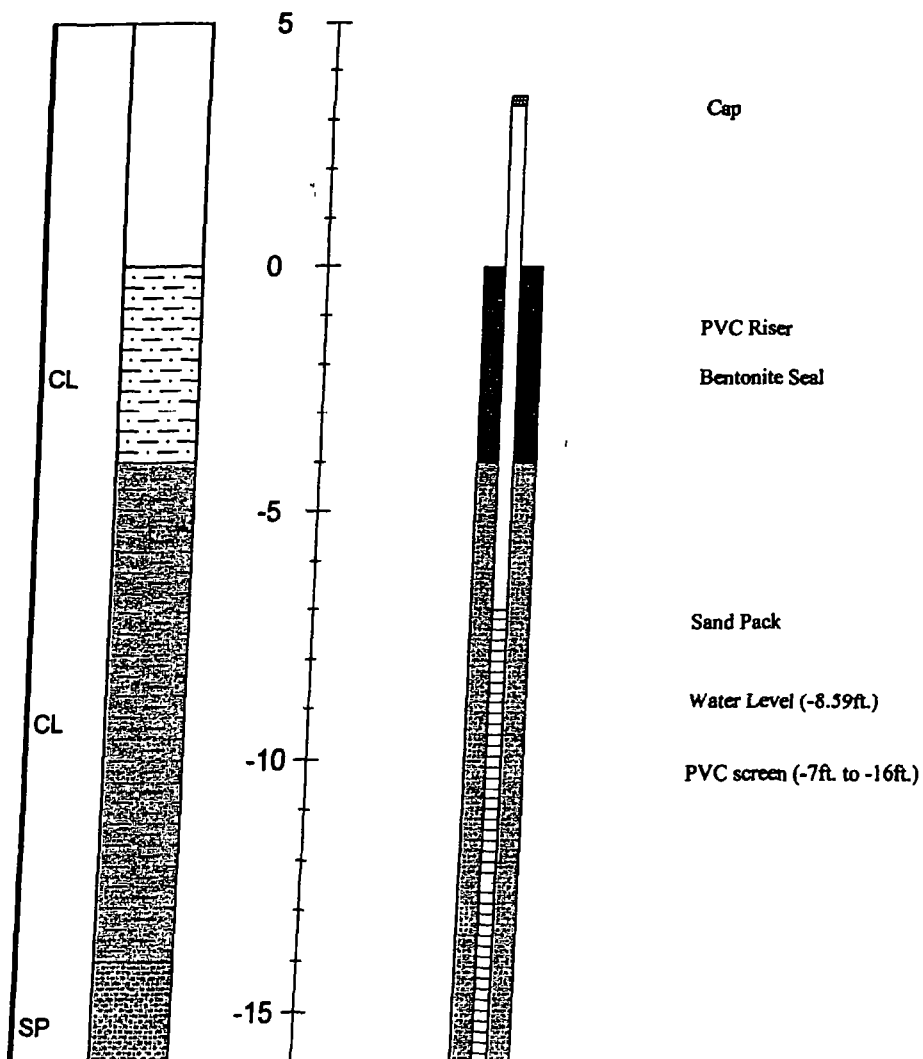 5
Cap
0
PVC Riser
CL
Bentonite Seal
-5
Sand Pack
Water Level (-8.59ft.)
CL
-10
PVC screen (-7ft. to -16ft.)
-15
SP